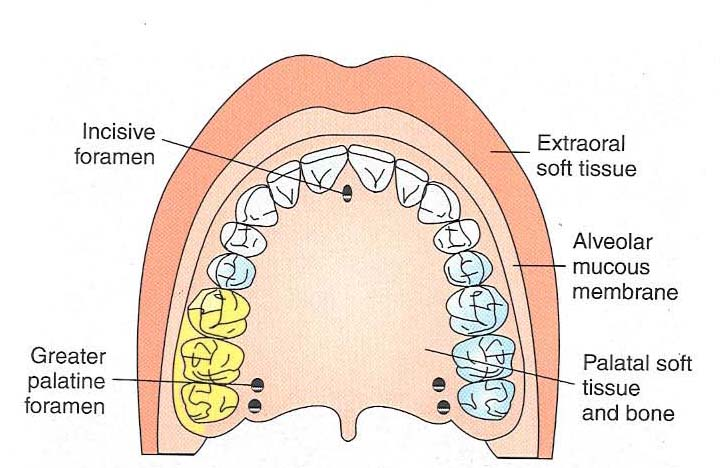 Incisive
foramen
Extraoral
soft tissue
Alveolar
mucous
membrane
Greater
palatine
foramen
Palatal soft
tissue
and bone